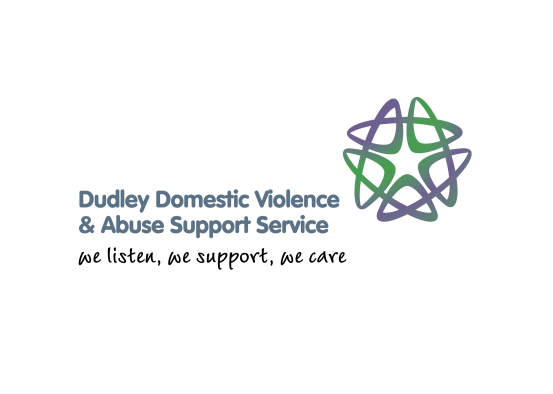 Dudley Domestic Violence
& Abuse Support Service
we listen, we support, we care